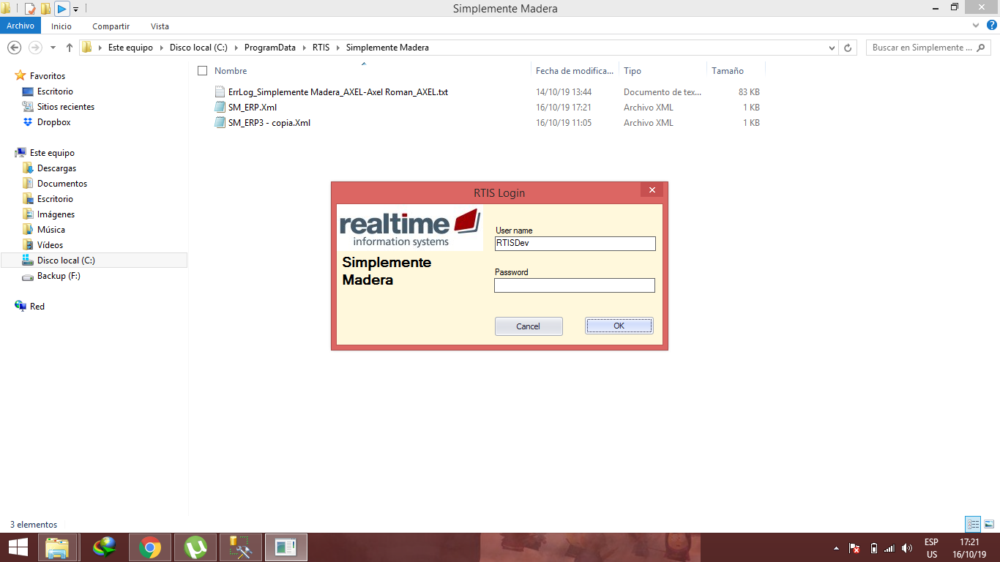 Simplemente Madera
Archivo Inicio Compartir Vista
Este equipo Disco local (C:) ProgramData RTIS Simplemente Madera
Buscar en Simplemente ...
Favoritos
Escritorio
Sitios recientes
Dropbox
Este equipo
Descargas
Documentos
Escritorio
Imágenes
Música
Vídeos
Disco local (C:)
Backup (F:)
Red
Nombre Fecha de modifica... Tipo Tamaño
ErrLog_Simplemente Madera_AXEL-Axel Roman_AXEL.txt 14/10/19 13:44 Documento de tex... 83 KB
SM_ERP.Xml 16/10/19 17:21 Archivo XML 1 KB
SM_ERP3 - copia.Xml 16/10/19 11:05 Archivo XML 1 KB
RTIS Login
realtime
information systems
Simplemente
Madera
User name
RTISDev
Password
Cancel OK
3 elementos
ESP
US
17:21
16/10/19